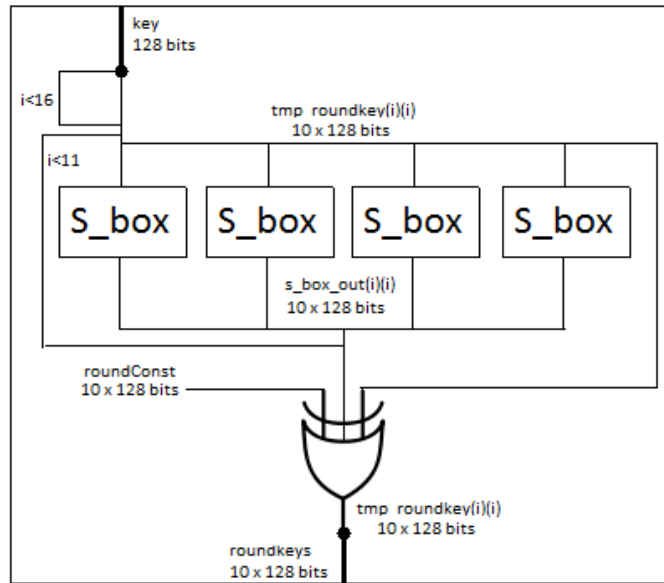 key
128 bits
i<16
tmp_roundkey(i)(i)
10 x 128 bits
i<11
S_box
S_box
S_box
S_box
s_box_out(i)(i)
10 x 128 bits
roundConst
10 x 128 bits
tmp_roundkey(i)(i)
10 x 128 bits
roundkeys
10 x 128 bits